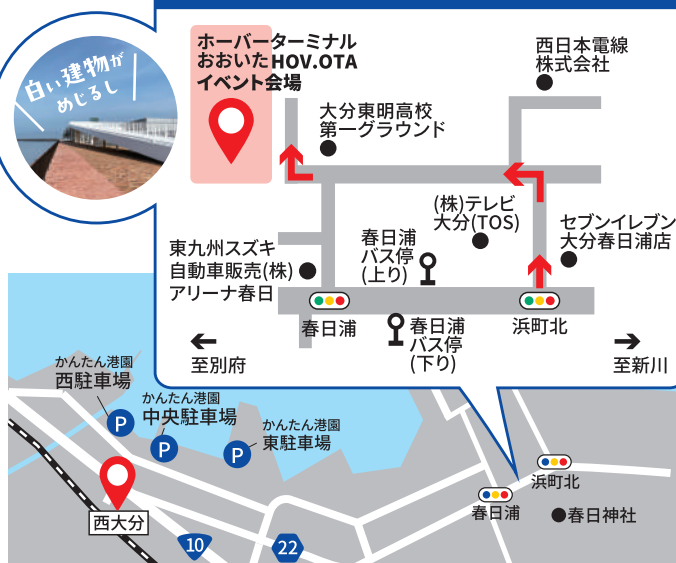 白い建物が
めじるし
ホーバーターミナル
おおいたHOV.OTA
イベント会場
西日本電線
株式会社
大分東明高校
第一グラウンド
(株)テレビ
大分(TOS)
セブンイレブン
大分春日浦店
春日浦
バス停
(上り)
東九州スズキ
自動車販売(株)
アリーナ春日
春日浦
春日浦
バス停
(下り)
浜町北
至別府
至新川
かんたん港園
西駐車場
かんたん港園
中央駐車場
かんたん港園
東駐車場
P
P
P
西大分
10
22
浜町北
春日浦
春日神社